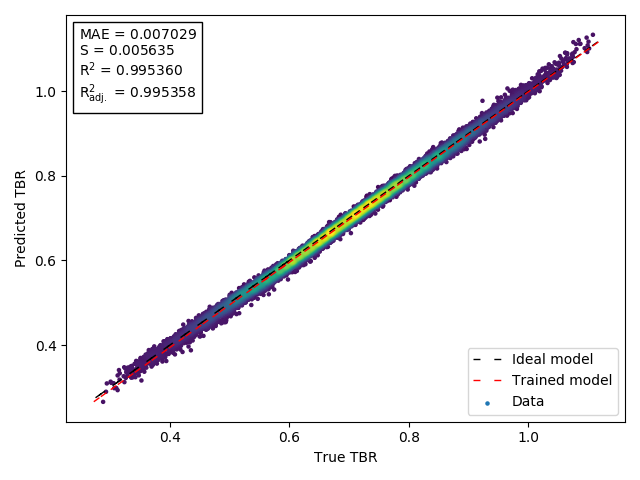 MAE = 0.007029
S = 0.005635
R² = 0.995360
R²adj. = 0.995358
1.0
0.8
0.6
0.4
Predicted TBR
0.4 0.6 0.8 1.0
True TBR
Ideal model
Trained model
Data